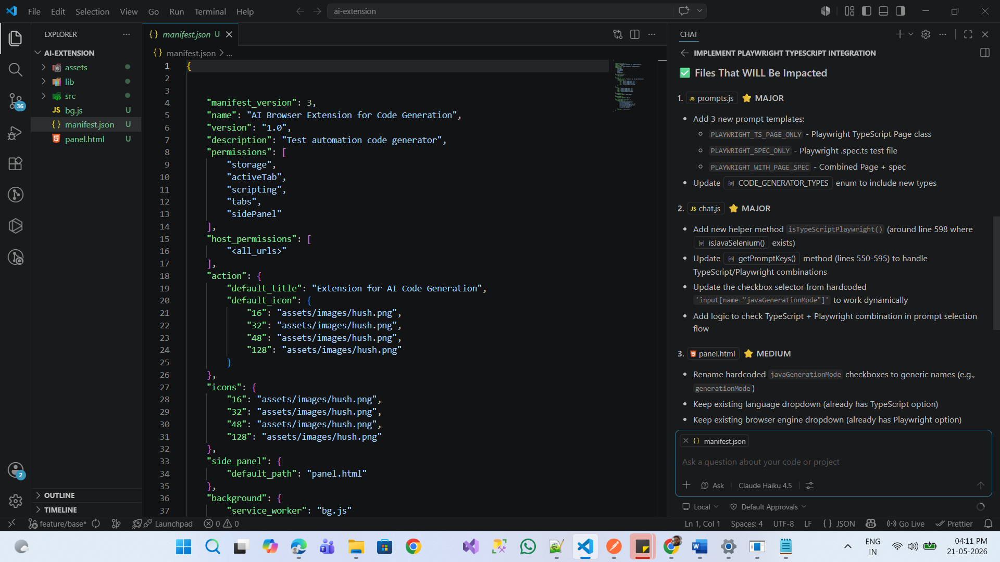 File Edit Selection View Go Run Terminal Help
ai-extension
EXPLORER
AI-EXTENSION
assets
lib
src
JS bg.js U
{} manifest.json U
panel.html U
OUTLINE
TIMELINE
36
2
{} manifest.json U
{} manifest.json > ...
1 {
2
3
4 "manifest_version": 3,
5 "name": "AI Browser Extension for Code Generation",
6 "version": "1.0",
7 "description": "Test automation code generator",
8 "permissions": [
9 "storage",
10 "activeTab",
11 "scripting",
12 "tabs",
13 "sidePanel"
14 ],
15 "host_permissions": [
16 "<all_urls>"
17 ],
18 "action": {
19 "default_title": "Extension for AI Code Generation",
20 "default_icon": {
21 "16": "assets/images/hush.png",
22 "32": "assets/images/hush.png",
23 "48": "assets/images/hush.png",
24 "128": "assets/images/hush.png"
25 }
26 },
27 "icons": {
28 "16": "assets/images/hush.png",
29 "32": "assets/images/hush.png",
30 "48": "assets/images/hush.png",
31 "128": "assets/images/hush.png"
32 },
33 "side_panel": {
34 "default_path": "panel.html"
35 },
36 "background": {
37 "service_worker": "bg.js"
CHAT
IMPLEMENT PLAYWRIGHT TYPESCRIPT INTEGRATION
✅ Files That WILL Be Impacted
1. JS prompts.js ⭐ MAJOR
• Add 3 new prompt templates:
PLAYWRIGHT_TS_PAGE_ONLY - Playwright TypeScript Page class
PLAYWRIGHT_SPEC_ONLY - Playwright .spec.ts test file
PLAYWRIGHT_WITH_PAGE_SPEC - Combined Page + spec
• Update CODE_GENERATOR_TYPES enum to include new types
2. JS chat.js ⭐ MAJOR
• Add new helper method isTypeScriptPlaywright() (around line 598 where
isJavaSelenium() exists)
• Update getPromptKeys() method (lines 550-595) to handle
TypeScript/Playwright combinations
• Update the checkbox selector from hardcoded
'input[name="javaGenerationMode"]' to work dynamically
• Add logic to check TypeScript + Playwright combination in prompt selection
flow
3. panel.html ⭐ MEDIUM
• Rename hardcoded javaGenerationMode checkboxes to generic names (e.g.,
generationMode)
• Keep existing language dropdown (already has TypeScript option)
• Keep existing browser engine dropdown (already has Playwright option)
{} manifest.json
Ask a question about your code or project
Ask Claude Haiku 4.5
Local Default Approvals
feature/base* Launchpad 0 0
Ln 1, Col 1 Spaces: 4 UTF-8 LF {} JSON Go Live Prettier
ENG
IN
04:11 PM
21-05-2026